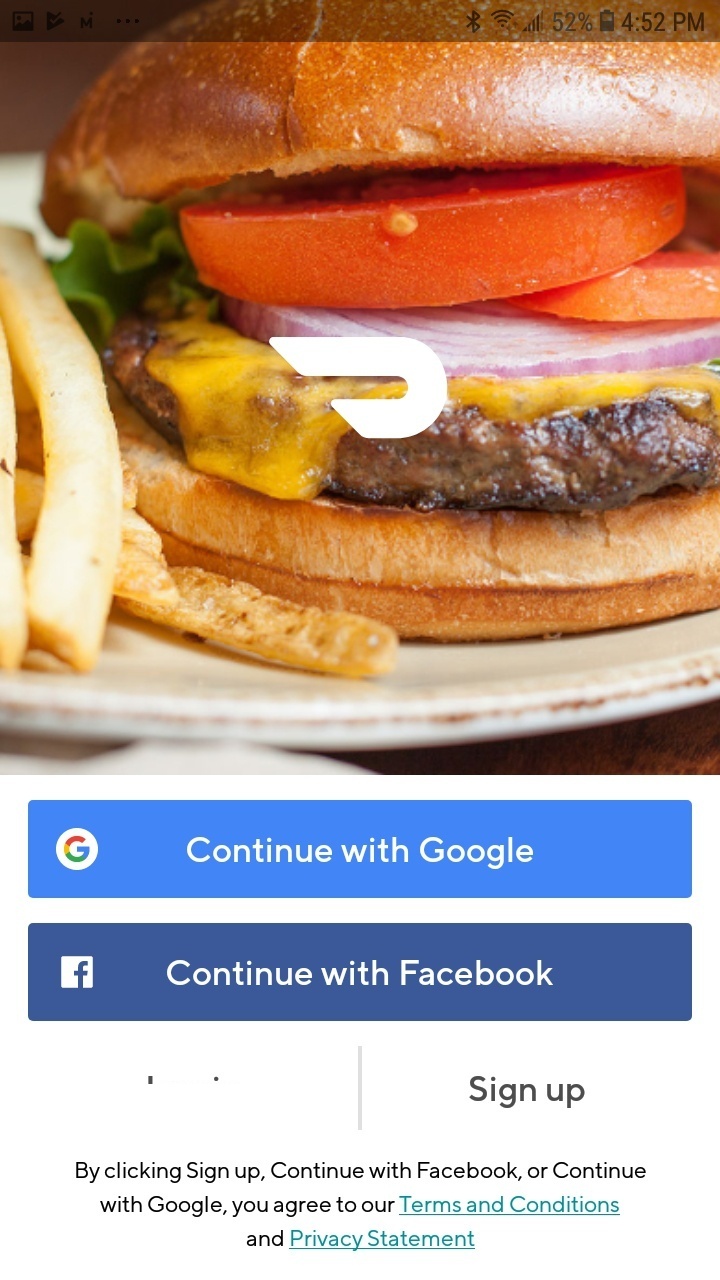 52% 4:52 PM
Continue with Google
Continue with Facebook
Sign up
By clicking Sign up, Continue with Facebook, or Continue
with Google, you agree to our Terms and Conditions
and Privacy Statement